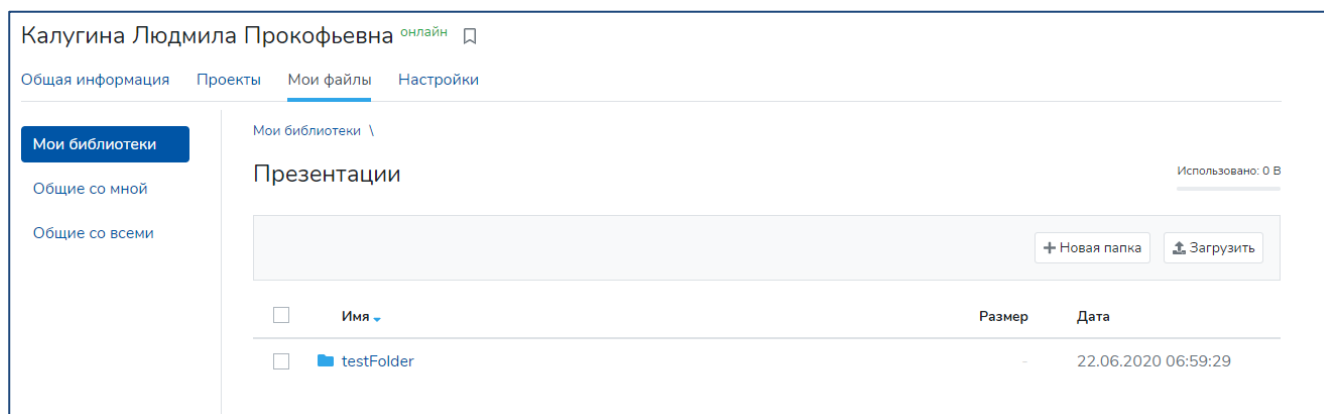 Калугина Людмила Прокофьевна онлайн
Общая информация Проекты Мои файлы Настройки
Мои библиотеки
Общие со мной
Общие со всеми
Мои библиотеки \
Презентации
Использовано: 0 B
Новая папка Загрузить
Имя Размер Дата
testFolder - 22.06.2020 06:59:29